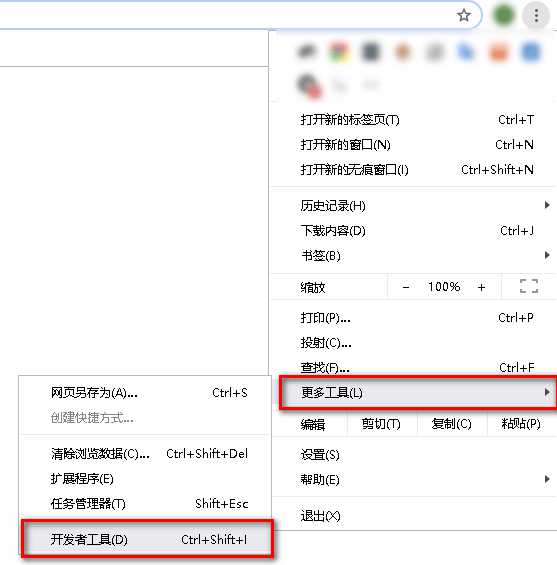 打开新的标签页(T) Ctrl+T
打开新的窗口(N) Ctrl+N
打开新的无痕窗口(I) Ctrl+Shift+N
历史记录(H)
下载内容(D) Ctrl+J
书签(B)
缩放 - 100% +
打印(P)... Ctrl+P
投射(C)...
查找(F)... Ctrl+F
更多工具(L)
编辑 剪切(T) 复制(C) 粘贴(P)
设置(S)
帮助(E)
退出(X)
网页另存为(A)... Ctrl+S
创建快捷方式...
清除浏览数据(C)... Ctrl+Shift+Del
扩展程序(E)
任务管理器(T) Shift+Esc
开发者工具(D) Ctrl+Shift+I